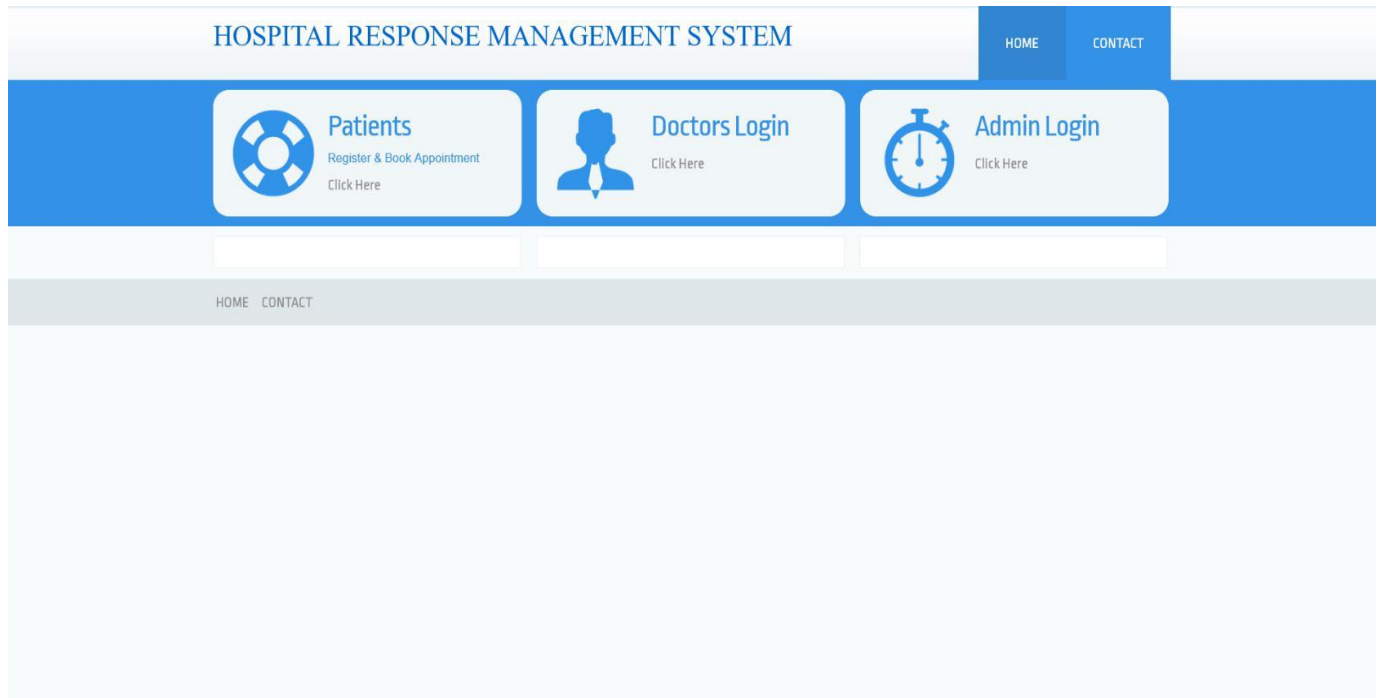 HOSPITAL RESPONSE MANAGEMENT SYSTEM
HOME CONTACT
Patients
Register & Book Appointment
Click Here
Doctors Login
Click Here
Admin Login
Click Here
HOME CONTACT